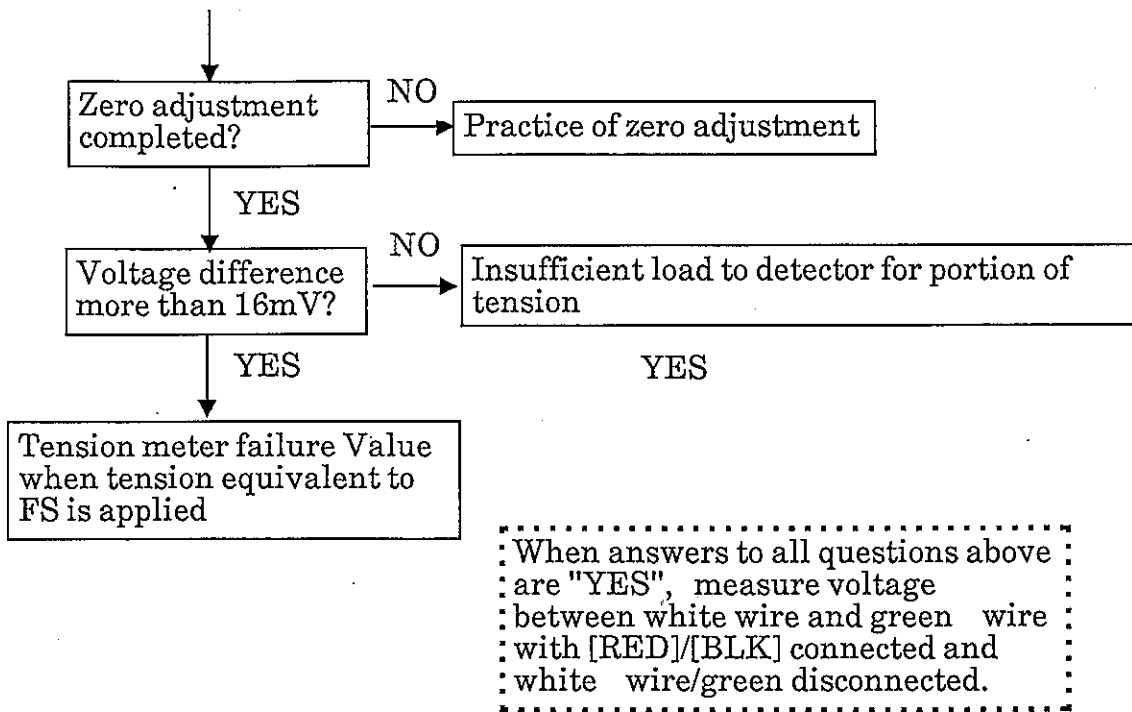 NO
Zero adjustment
completed?
Practice of zero adjustment
YES
NO
Voltage difference
more than 16mV?
Insufficient load to detector for portion of
tension
YES
YES
Tension meter failure Value
when tension equivalent to
FS is applied
When answers to all questions above
are "YES", measure voltage
between white wire and green wire
with [RED]/[BLK] connected and
white wire/green disconnected.